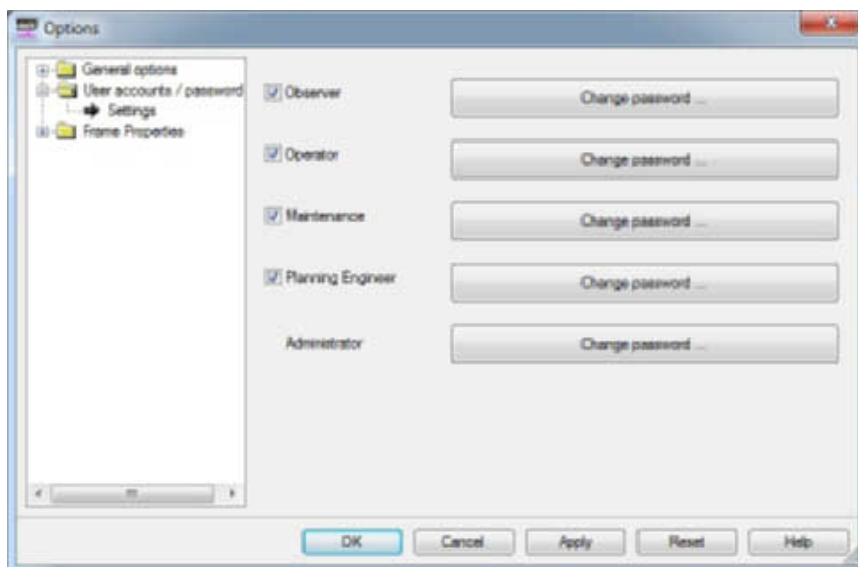 Options
General options
User accounts / password
Settings
Frame Properties
Observer
Change password ...
Operator
Change password ...
Maintenance
Change password ...
Planning Engineer
Change password ...
Administrator
Change password ...
OK
Cancel
Apply
Reset
Help